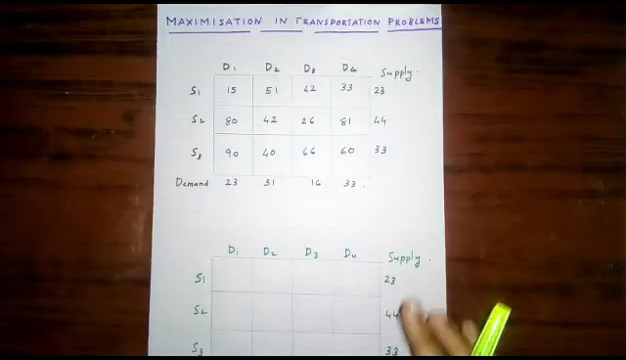 MAXIMISATION IN TRANSPORTATION PROBLEMS
D1 D2 D3 D4 Supply.
S1 15 51 42 33 23
S2 80 42 26 81 44
S3 90 40 66 60 33
Demand 23 31 16 33.
D1 D2 D3 D4 Supply.
S1 23
S2 44
S3 33